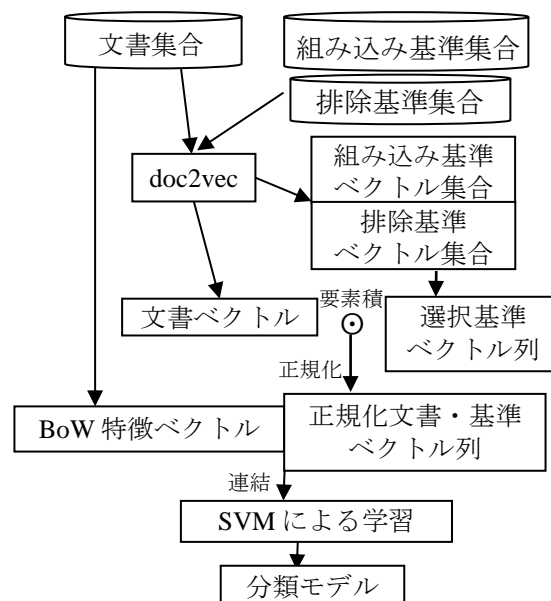 文書集合
組み込み基準集合
排除基準集合
doc2vec
組み込み基準
ベクトル集合
排除基準
ベクトル集合
文書ベクトル
要素積
選択基準
ベクトル列
正規化
BoW 特徴ベクトル
正規化文書・基準
ベクトル列
連結
SVM による学習
分類モデル